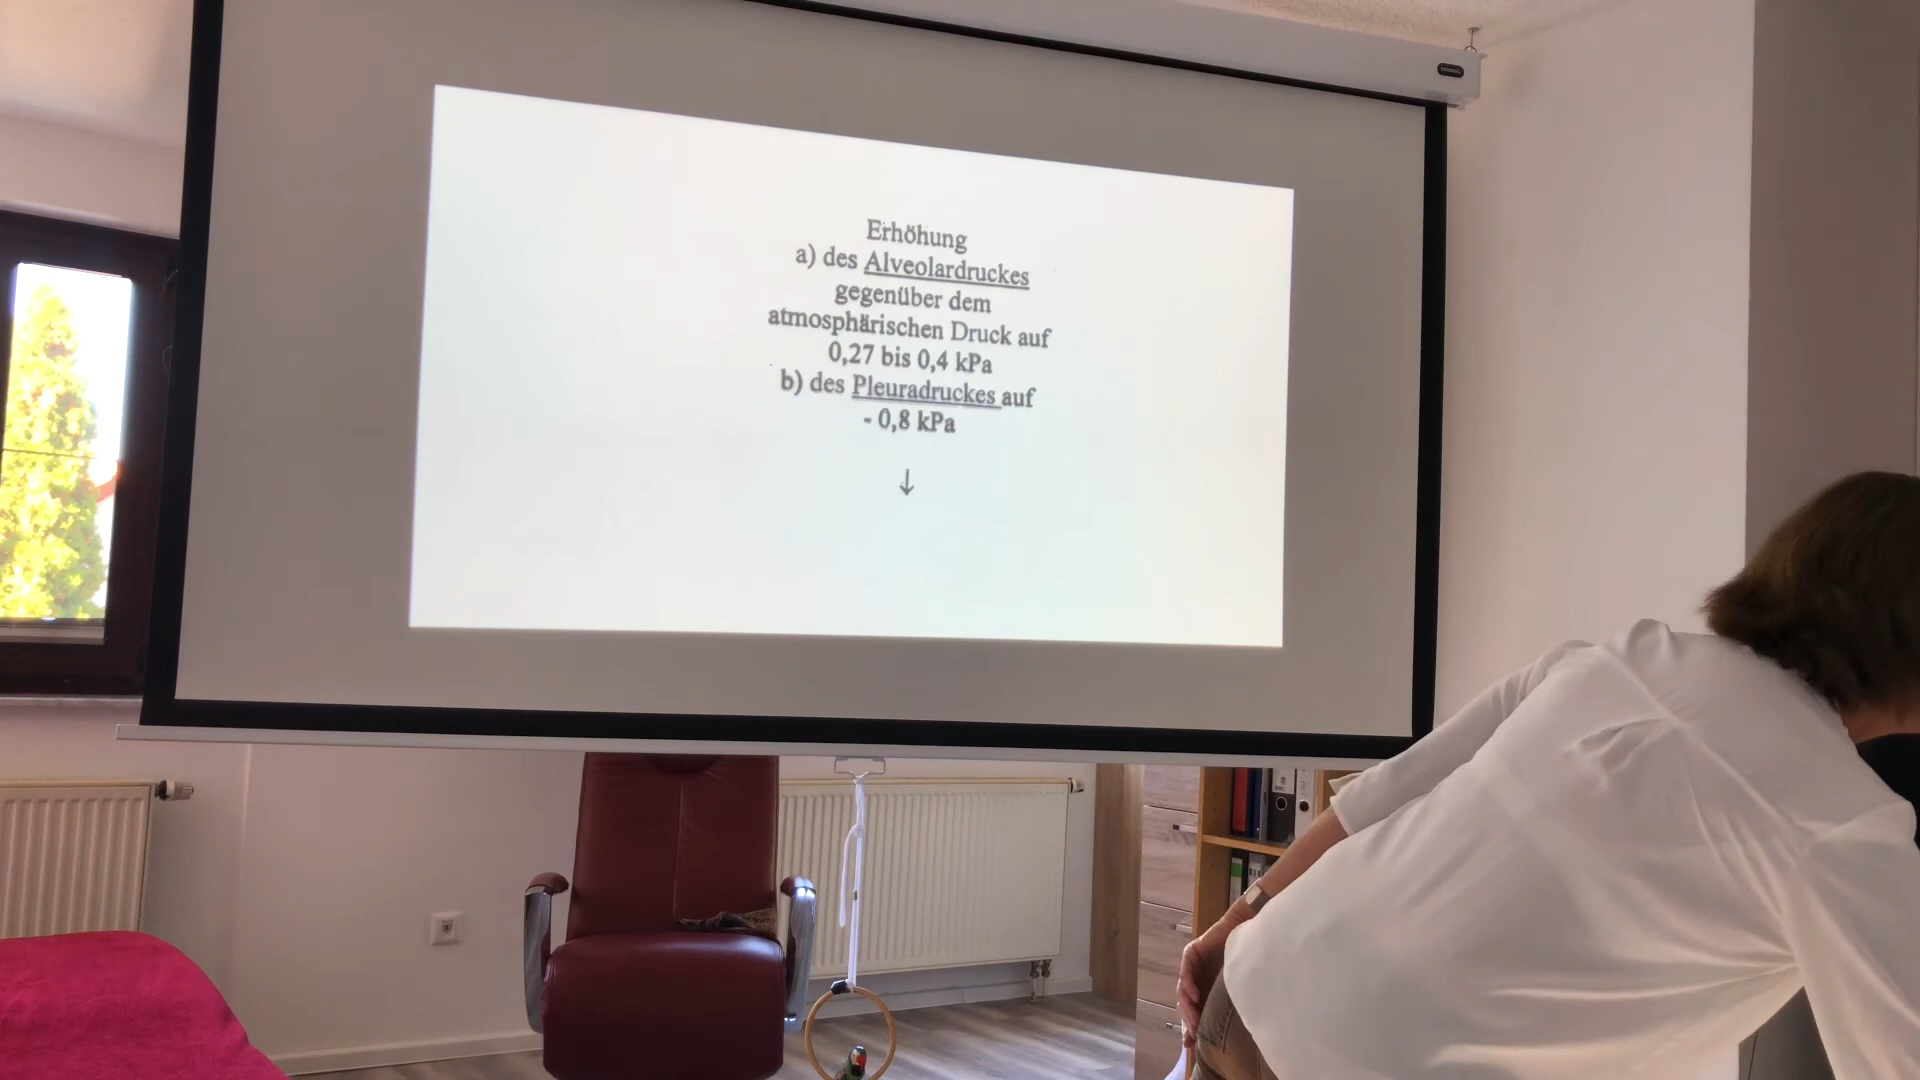 Erhöhung
a) des Alveolardruckes
gegenüber dem
atmosphärischen Druck auf
0,27 bis 0,4 kPa
b) des Pleuradruckes auf
- 0,8 kPa
↓